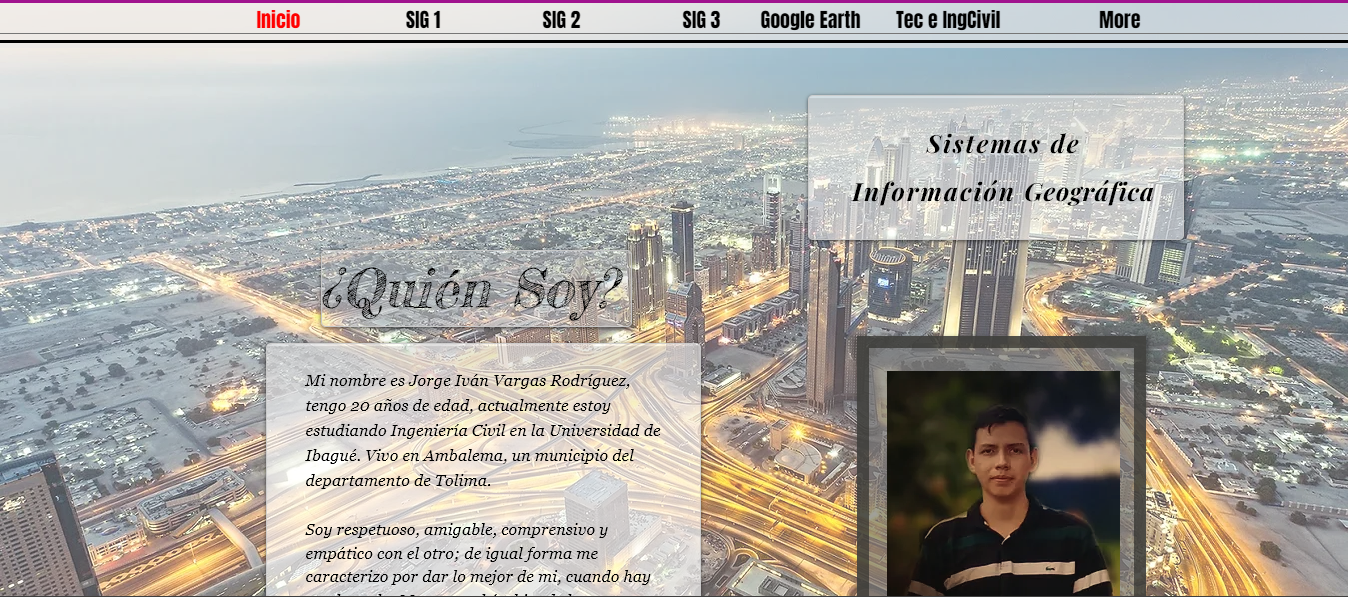 Inicio SIG 1 SIG 2 SIG 3 Google Earth Tec e IngCivil More
Sistemas de
Información Geográfica
¿Quién Soy?
Mi nombre es Jorge Iván Vargas Rodríguez,
tengo 20 años de edad, actualmente estoy
estudiando Ingeniería Civil en la Universidad de
Ibagué. Vivo en Ambalema, un municipio del
departamento de Tolima.
Soy respetuoso, amigable, comprensivo y
empático con el otro; de igual forma me
caracterizo por dar lo mejor de mi, cuando hay